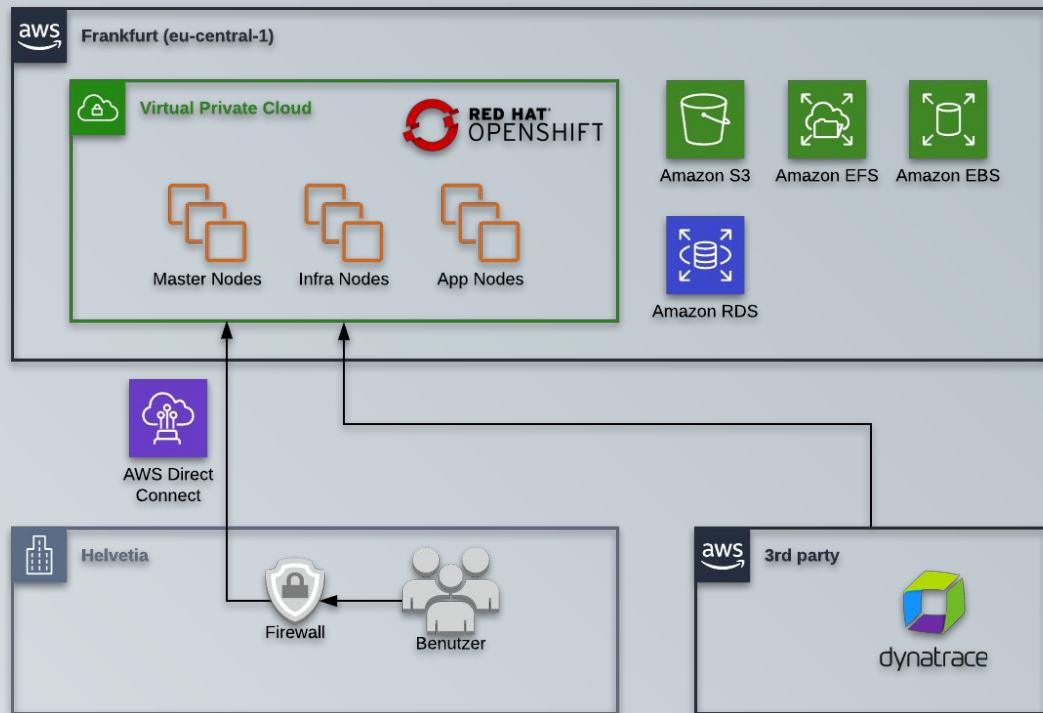 aws
Frankfurt (eu-central-1)
Virtual Private Cloud
RED HAT®
OPENSHIFT
Master Nodes
Infra Nodes
App Nodes
Amazon S3
Amazon EFS
Amazon EBS
Amazon RDS
AWS Direct
Connect
Helvetia
Firewall
Benutzer
aws
3rd party
dynatrace